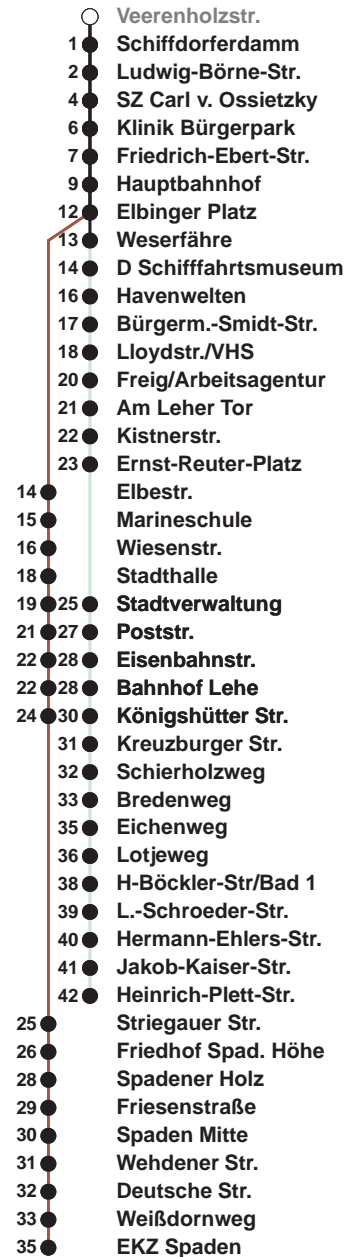 Veerenholzstr.
1 Schiffdorferdamm
2 Ludwig-Börne-Str.
4 SZ Carl v. Ossietzky
6 Klinik Bürgerpark
7 Friedrich-Ebert-Str.
9 Hauptbahnhof
12 Elbinger Platz
13 Weserfähre
14 D Schifffahrtsmuseum
16 Havenwelten
17 Bürgerm.-Smidt-Str.
18 Lloydstr./VHS
20 Freig/Arbeitsagentur
21 Am Leher Tor
22 Kistnerstr.
23 Ernst-Reuter-Platz
14 Elbestr.
15 Marineschule
16 Wiesenstr.
18 Stadthalle
19 25 Stadtverwaltung
21 27 Poststr.
22 28 Eisenbahnstr.
22 28 Bahnhof Lehe
24 30 Königshütter Str.
31 Kreuzburger Str.
32 Schierholzweg
33 Bredenweg
35 Eichenweg
36 Lotjeweg
38 H-Böckler-Str/Bad 1
39 L.-Schroeder-Str.
40 Hermann-Ehlers-Str.
41 Jakob-Kaiser-Str.
42 Heinrich-Plett-Str.
25 Striegauer Str.
26 Friedhof Spad. Höhe
28 Spadener Holz
29 Friesenstraße
30 Spaden Mitte
31 Wehdener Str.
32 Deutsche Str.
33 Weißdornweg
35 EKZ Spaden